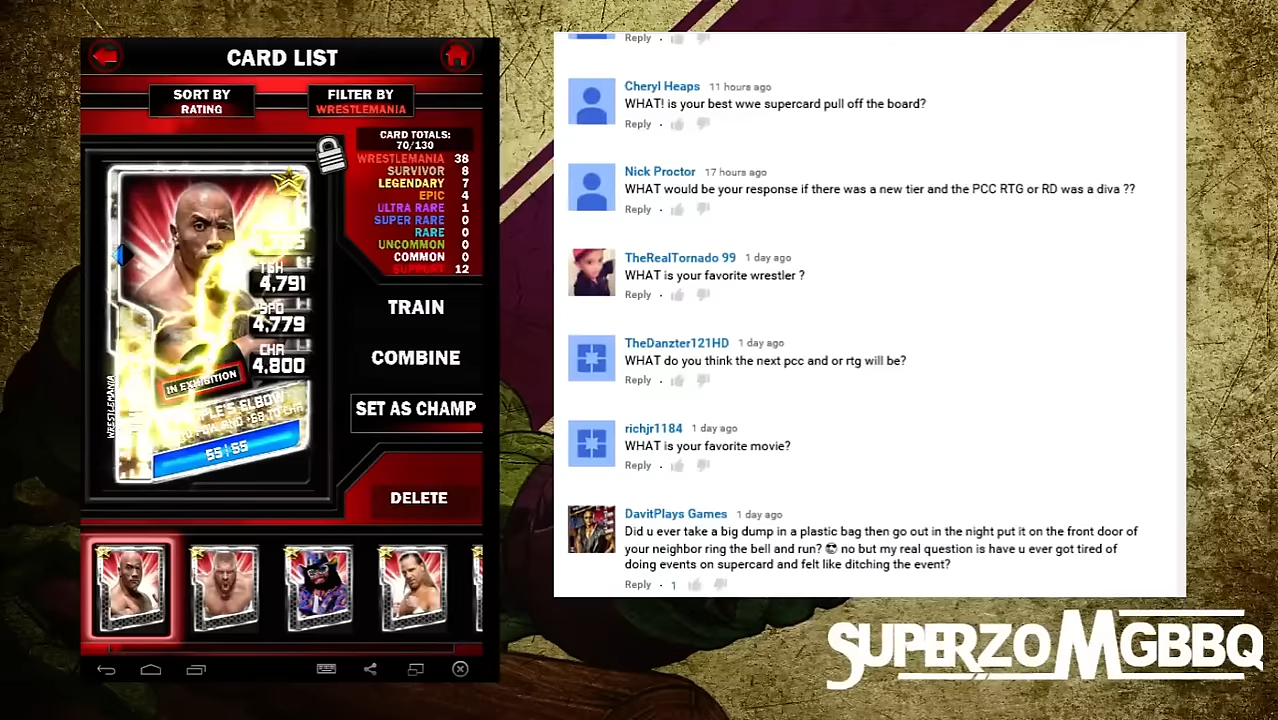 CARD LIST
SORT BY
RATING
FILTER BY
WRESTLEMANIA
CARD TOTALS:
70/130
WRESTLEMANIA 38
SURVIVOR 8
LEGENDARY 7
EPIC 4
ULTRA RARE 1
SUPER RARE 0
RARE 0
UNCOMMON 0
COMMON 0
SUPPORT 12
TGH
4,791
SPD
4,779
CHA
4,800
IN EXHIBITION
WRESTLEMANIA
ELBOW
TO CHA
55/55
TRAIN
COMBINE
SET AS CHAMP
DELETE
Reply ·
Cheryl Heaps 11 hours ago
WHAT! is your best wwe supercard pull off the board?
Reply ·
Nick Proctor 17 hours ago
WHAT would be your response if there was a new tier and the PCC RTG or RD was a diva ??
Reply ·
TheRealTornado 99 1 day ago
WHAT is your favorite wrestler ?
Reply ·
TheDanzter121HD 1 day ago
WHAT do you think the next pcc and or rtg will be?
Reply ·
richjr1184 1 day ago
WHAT is your favorite movie?
Reply ·
DavitPlays Games 1 day ago
Did u ever take a big dump in a plastic bag then go out in the night put it on the front door of
your neighbor ring the bell and run? 😎 no but my real question is have u ever got tired of
doing events on supercard and felt like ditching the event?
Reply · 1
SUPERZOMGBBQ